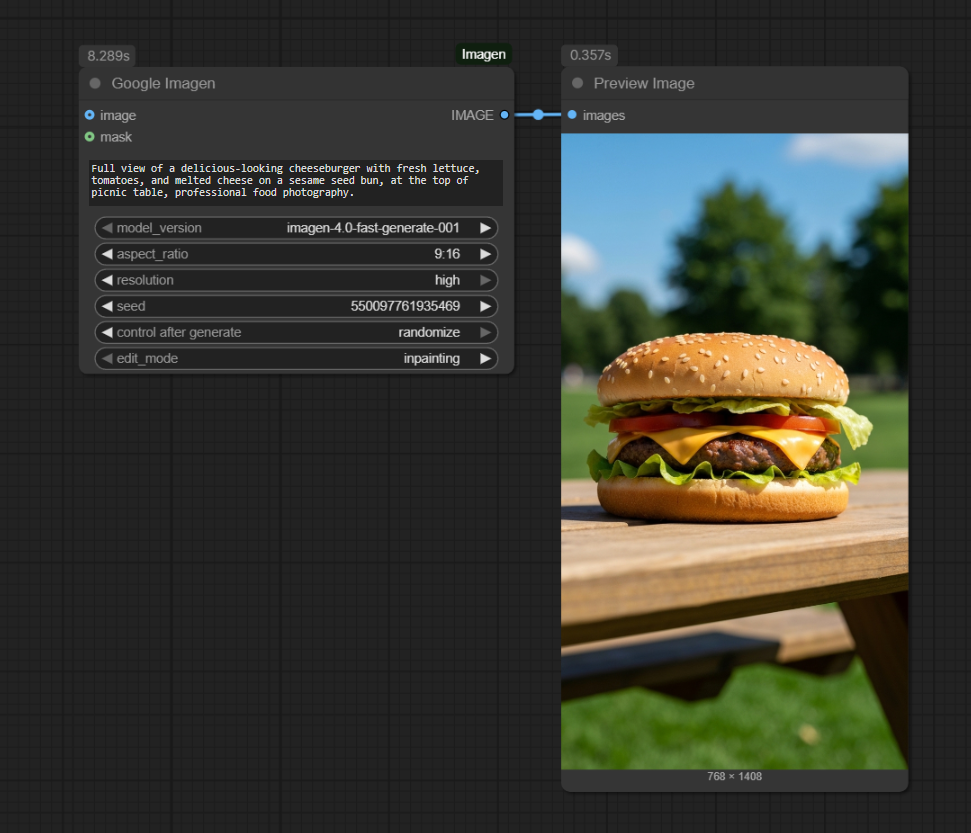 8.289s
Imagen
Google Imagen
image
IMAGE
mask
Full view of a delicious-looking cheeseburger with fresh lettuce,
tomatoes, and melted cheese on a sesame seed bun, at the top of
picnic table, professional food photography.
model_version imagen-4.0-fast-generate-001
aspect_ratio 9:16
resolution high
seed 550097761935469
control after generate randomize
edit_mode inpainting
0.357s
Preview Image
images
768 × 1408